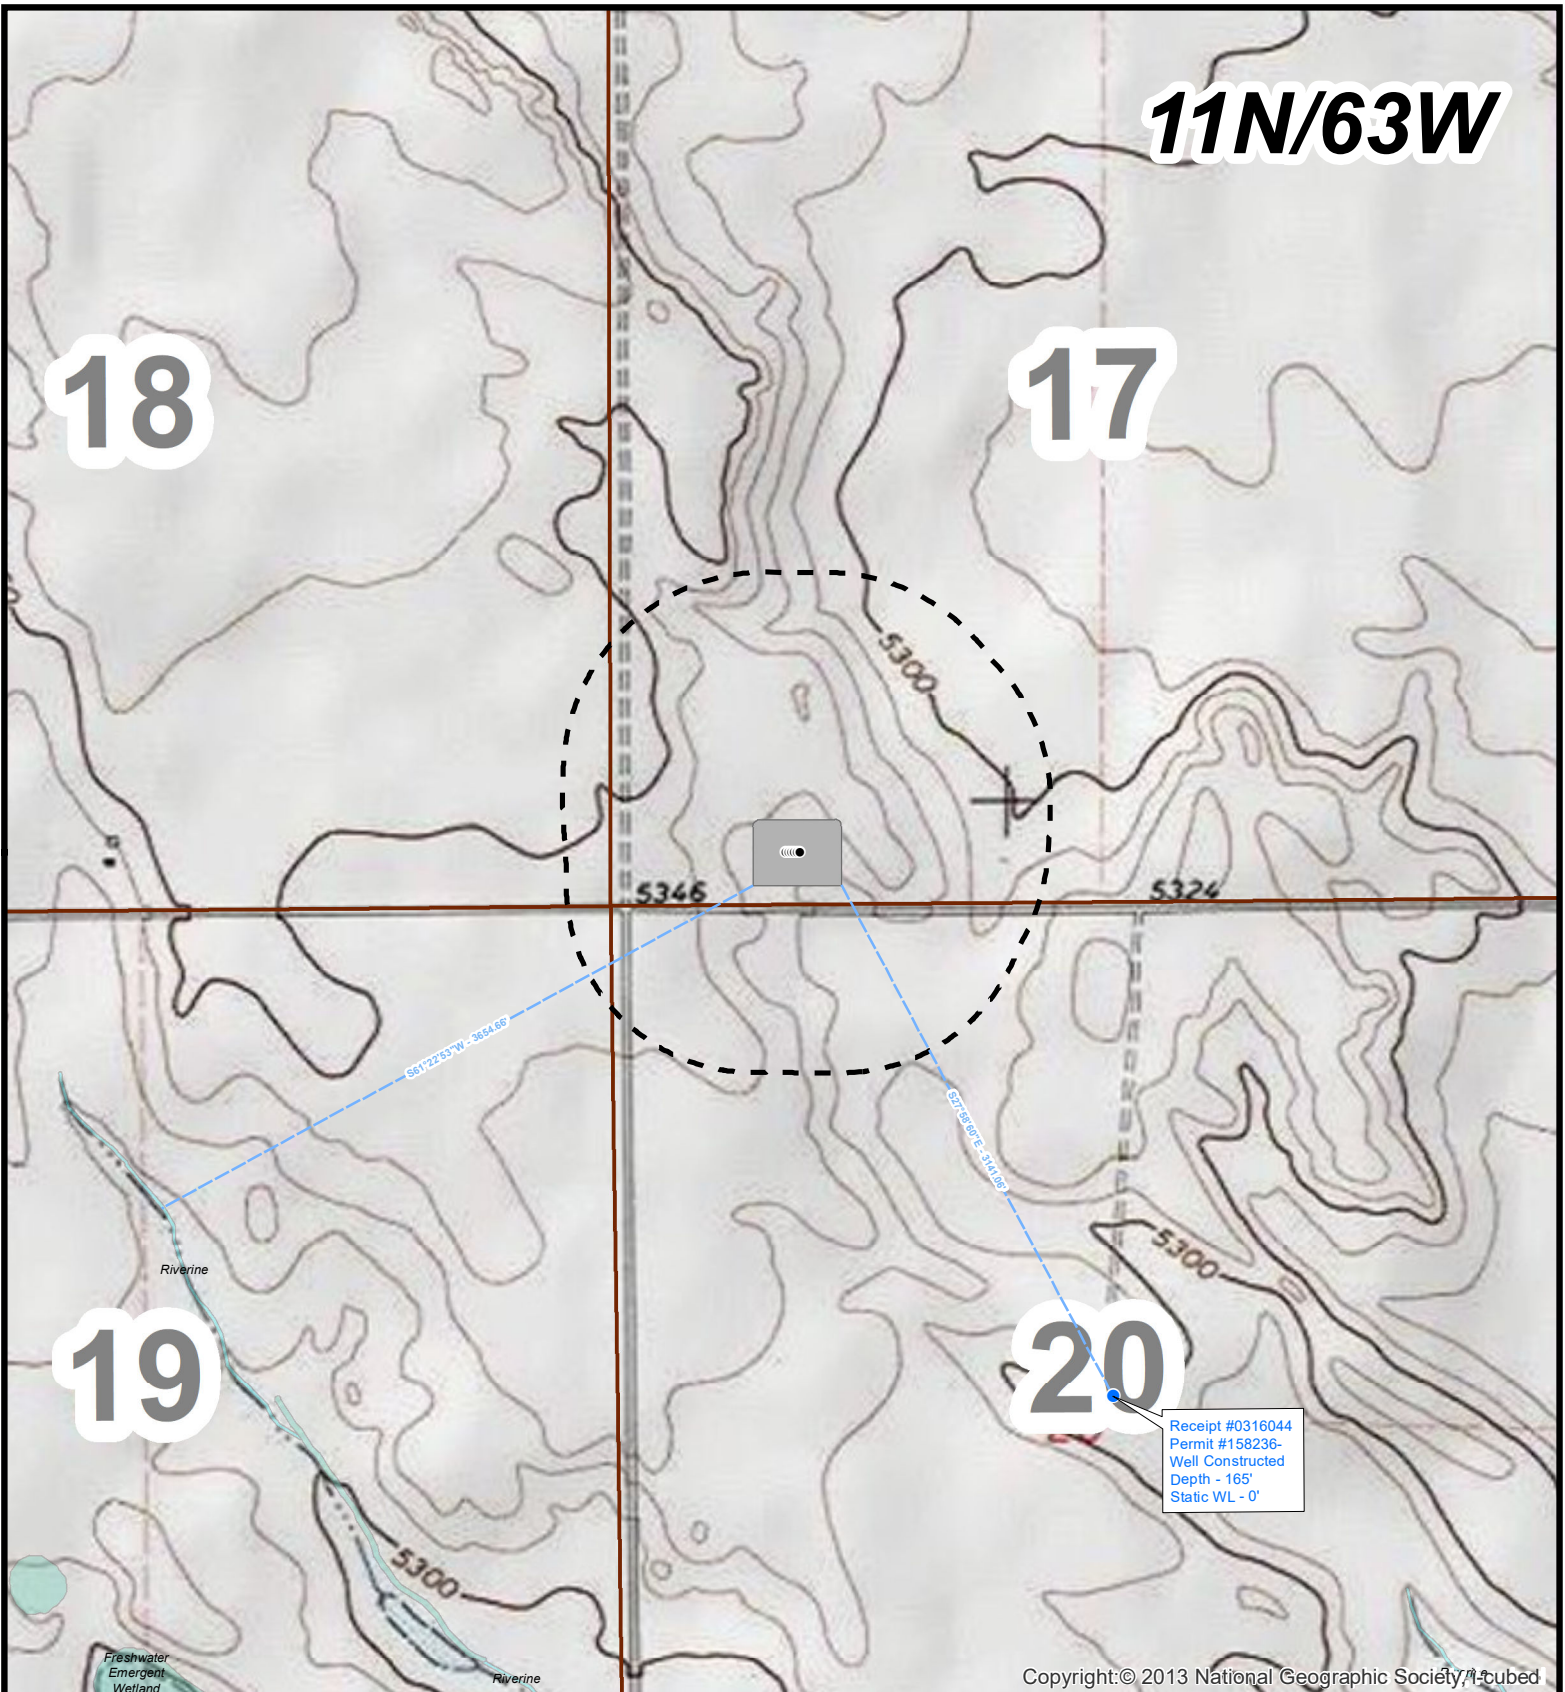 11N/63W
18
17
5300
5346
5324
S61°22'53"W - 3654.66'
S27°58'60"E - 3141.06'
5300
Riverine
19
20
Receipt #0316044
Permit #158236-
Well Constructed
Depth - 165'
Static WL - 0'
5300
Freshwater
Emergent
Wetland
Riverine
Copyright:© 2013 National Geographic Society, i-cubed